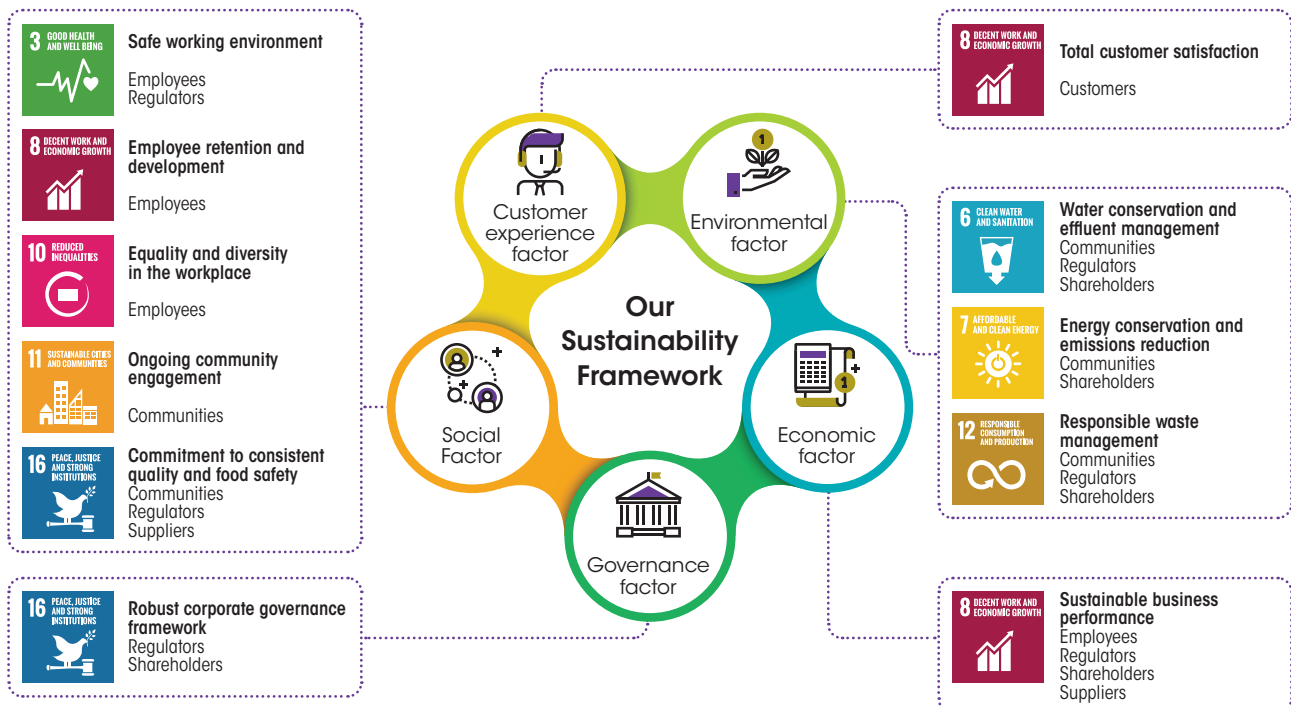 3 GOOD HEALTH
AND WELL BEING
Safe working environment
Employees
Regulators
8 DECENT WORK AND
ECONOMIC GROWTH
Employee retention and
development
Employees
10 REDUCED
INEQUALITIES
Equality and diversity
in the workplace
Employees
11 SUSTAINABLE CITIES
AND COMMUNITIES
Ongoing community
engagement
Communities
16 PEACE, JUSTICE
AND STRONG
INSTITUTIONS
Commitment to consistent
quality and food safety
Communities
Regulators
Suppliers
16 PEACE, JUSTICE
AND STRONG
INSTITUTIONS
Robust corporate governance
framework
Regulators
Shareholders
Customer
experience
factor
1
Environmental
factor
Our
Sustainability
Framework
Social
Factor
1
Economic
factor
Governance
factor
8 DECENT WORK AND
ECONOMIC GROWTH
Total customer satisfaction
Customers
6 CLEAN WATER
AND SANITATION
Water conservation and
effluent management
Communities
Regulators
Shareholders
7 AFFORDABLE
AND CLEAN ENERGY
Energy conservation and
emissions reduction
Communities
Shareholders
12 RESPONSIBLE
CONSUMPTION
AND PRODUCTION
Responsible waste
management
Communities
Regulators
Shareholders
8 DECENT WORK AND
ECONOMIC GROWTH
Sustainable business
performance
Employees
Regulators
Shareholders
Suppliers